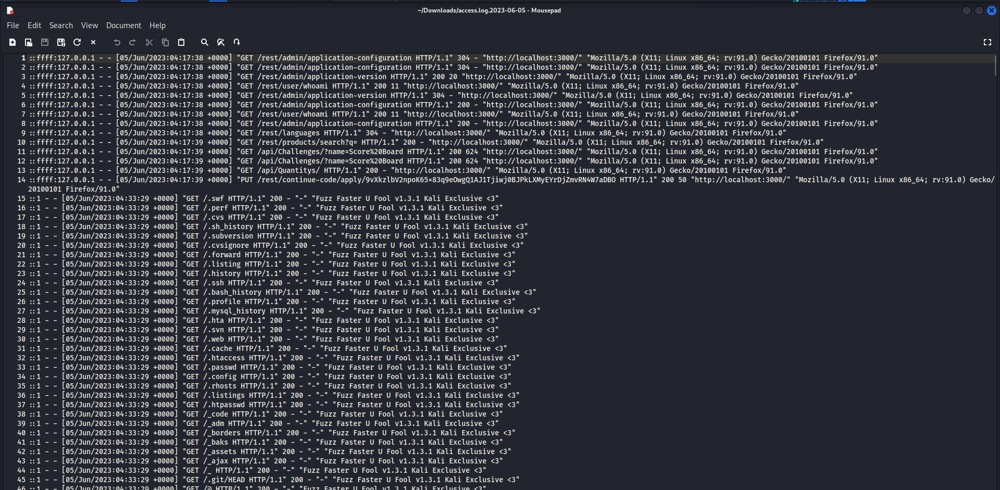 ~/Downloads/access.log.2023-06-05 - Mousepad
File Edit Search View Document Help
1 ::ffff:127.0.0.1 - - [05/Jun/2023:04:17:38 +0000] "GET /rest/admin/application-configuration HTTP/1.1" 304 - "http://localhost:3000/" "Mozilla/5.0 (X11; Linux x86_64; rv:91.0) Gecko/20100101 Firefox/91.0"
2 ::ffff:127.0.0.1 - - [05/Jun/2023:04:17:38 +0000] "GET /rest/admin/application-configuration HTTP/1.1" 304 - "http://localhost:3000/" "Mozilla/5.0 (X11; Linux x86_64; rv:91.0) Gecko/20100101 Firefox/91.0"
3 ::ffff:127.0.0.1 - - [05/Jun/2023:04:17:38 +0000] "GET /rest/admin/application-version HTTP/1.1" 200 20 "http://localhost:3000/" "Mozilla/5.0 (X11; Linux x86_64; rv:91.0) Gecko/20100101 Firefox/91.0"
4 ::ffff:127.0.0.1 - - [05/Jun/2023:04:17:38 +0000] "GET /rest/user/whoami HTTP/1.1" 200 11 "http://localhost:3000/" "Mozilla/5.0 (X11; Linux x86_64; rv:91.0) Gecko/20100101 Firefox/91.0"
5 ::ffff:127.0.0.1 - - [05/Jun/2023:04:17:38 +0000] "GET /rest/admin/application-version HTTP/1.1" 304 - "http://localhost:3000/" "Mozilla/5.0 (X11; Linux x86_64; rv:91.0) Gecko/20100101 Firefox/91.0"
6 ::ffff:127.0.0.1 - - [05/Jun/2023:04:17:38 +0000] "GET /rest/admin/application-configuration HTTP/1.1" 200 - "http://localhost:3000/" "Mozilla/5.0 (X11; Linux x86_64; rv:91.0) Gecko/20100101 Firefox/91.0"
7 ::ffff:127.0.0.1 - - [05/Jun/2023:04:17:38 +0000] "GET /rest/user/whoami HTTP/1.1" 200 11 "http://localhost:3000/" "Mozilla/5.0 (X11; Linux x86_64; rv:91.0) Gecko/20100101 Firefox/91.0"
8 ::ffff:127.0.0.1 - - [05/Jun/2023:04:17:38 +0000] "GET /rest/admin/application-configuration HTTP/1.1" 200 - "http://localhost:3000/" "Mozilla/5.0 (X11; Linux x86_64; rv:91.0) Gecko/20100101 Firefox/91.0"
9 ::ffff:127.0.0.1 - - [05/Jun/2023:04:17:38 +0000] "GET /rest/languages HTTP/1.1" 304 - "http://localhost:3000/" "Mozilla/5.0 (X11; Linux x86_64; rv:91.0) Gecko/20100101 Firefox/91.0"
10 ::ffff:127.0.0.1 - - [05/Jun/2023:04:17:39 +0000] "GET /rest/products/search?q= HTTP/1.1" 200 - "http://localhost:3000/" "Mozilla/5.0 (X11; Linux x86_64; rv:91.0) Gecko/20100101 Firefox/91.0"
11 ::ffff:127.0.0.1 - - [05/Jun/2023:04:17:39 +0000] "GET /api/Challenges/?name=Score%20Board HTTP/1.1" 200 624 "http://localhost:3000/" "Mozilla/5.0 (X11; Linux x86_64; rv:91.0) Gecko/20100101 Firefox/91.0"
12 ::ffff:127.0.0.1 - - [05/Jun/2023:04:17:39 +0000] "GET /api/Challenges/?name=Score%20Board HTTP/1.1" 200 624 "http://localhost:3000/" "Mozilla/5.0 (X11; Linux x86_64; rv:91.0) Gecko/20100101 Firefox/91.0"
13 ::ffff:127.0.0.1 - - [05/Jun/2023:04:17:39 +0000] "GET /api/Quantitys/ HTTP/1.1" 200 - "http://localhost:3000/" "Mozilla/5.0 (X11; Linux x86_64; rv:91.0) Gecko/20100101 Firefox/91.0"
14 ::ffff:127.0.0.1 - - [05/Jun/2023:04:17:39 +0000] "PUT /rest/continue-code/apply/9vXkzlbV2npoK65×83q9eOwgQ1AJ1Tjiwj0BJPkLXMyEYrDjZmvRN4W7aDBO HTTP/1.1" 200 50 "http://localhost:3000/" "Mozilla/5.0 (X11; Linux x86_64; rv:91.0) Gecko/
20100101 Firefox/91.0"
15 ::1 - - [05/Jun/2023:04:33:29 +0000] "GET /.swf HTTP/1.1" 200 - "-" "Fuzz Faster U Fool v1.3.1 Kali Exclusive <3"
16 ::1 - - [05/Jun/2023:04:33:29 +0000] "GET /.perf HTTP/1.1" 200 - "-" "Fuzz Faster U Fool v1.3.1 Kali Exclusive <3"
17 ::1 - - [05/Jun/2023:04:33:29 +0000] "GET /.cvs HTTP/1.1" 200 - "-" "Fuzz Faster U Fool v1.3.1 Kali Exclusive <3"
18 ::1 - - [05/Jun/2023:04:33:29 +0000] "GET /.sh_history HTTP/1.1" 200 - "-" "Fuzz Faster U Fool v1.3.1 Kali Exclusive <3"
19 ::1 - - [05/Jun/2023:04:33:29 +0000] "GET /.subversion HTTP/1.1" 200 - "-" "Fuzz Faster U Fool v1.3.1 Kali Exclusive <3"
20 ::1 - - [05/Jun/2023:04:33:29 +0000] "GET /.cvsignore HTTP/1.1" 200 - "-" "Fuzz Faster U Fool v1.3.1 Kali Exclusive <3"
21 ::1 - - [05/Jun/2023:04:33:29 +0000] "GET /.forward HTTP/1.1" 200 - "-" "Fuzz Faster U Fool v1.3.1 Kali Exclusive <3"
22 ::1 - - [05/Jun/2023:04:33:29 +0000] "GET /.listing HTTP/1.1" 200 - "-" "Fuzz Faster U Fool v1.3.1 Kali Exclusive <3"
23 ::1 - - [05/Jun/2023:04:33:29 +0000] "GET /.history HTTP/1.1" 200 - "-" "Fuzz Faster U Fool v1.3.1 Kali Exclusive <3"
24 ::1 - - [05/Jun/2023:04:33:29 +0000] "GET /.ssh HTTP/1.1" 200 - "-" "Fuzz Faster U Fool v1.3.1 Kali Exclusive <3"
25 ::1 - - [05/Jun/2023:04:33:29 +0000] "GET /.bash_history HTTP/1.1" 200 - "-" "Fuzz Faster U Fool v1.3.1 Kali Exclusive <3"
26 ::1 - - [05/Jun/2023:04:33:29 +0000] "GET /.profile HTTP/1.1" 200 - "-" "Fuzz Faster U Fool v1.3.1 Kali Exclusive <3"
27 ::1 - - [05/Jun/2023:04:33:29 +0000] "GET /.mysql_history HTTP/1.1" 200 - "-" "Fuzz Faster U Fool v1.3.1 Kali Exclusive <3"
28 ::1 - - [05/Jun/2023:04:33:29 +0000] "GET /.hta HTTP/1.1" 200 - "-" "Fuzz Faster U Fool v1.3.1 Kali Exclusive <3"
29 ::1 - - [05/Jun/2023:04:33:29 +0000] "GET /.svn HTTP/1.1" 200 - "-" "Fuzz Faster U Fool v1.3.1 Kali Exclusive <3"
30 ::1 - - [05/Jun/2023:04:33:29 +0000] "GET /.web HTTP/1.1" 200 - "-" "Fuzz Faster U Fool v1.3.1 Kali Exclusive <3"
31 ::1 - - [05/Jun/2023:04:33:29 +0000] "GET /.cache HTTP/1.1" 200 - "-" "Fuzz Faster U Fool v1.3.1 Kali Exclusive <3"
32 ::1 - - [05/Jun/2023:04:33:29 +0000] "GET /.htaccess HTTP/1.1" 200 - "-" "Fuzz Faster U Fool v1.3.1 Kali Exclusive <3"
33 ::1 - - [05/Jun/2023:04:33:29 +0000] "GET /.passwd HTTP/1.1" 200 - "-" "Fuzz Faster U Fool v1.3.1 Kali Exclusive <3"
34 ::1 - - [05/Jun/2023:04:33:29 +0000] "GET /.config HTTP/1.1" 200 - "-" "Fuzz Faster U Fool v1.3.1 Kali Exclusive <3"
35 ::1 - - [05/Jun/2023:04:33:29 +0000] "GET /.rhosts HTTP/1.1" 200 - "-" "Fuzz Faster U Fool v1.3.1 Kali Exclusive <3"
36 ::1 - - [05/Jun/2023:04:33:29 +0000] "GET /.listings HTTP/1.1" 200 - "-" "Fuzz Faster U Fool v1.3.1 Kali Exclusive <3"
37 ::1 - - [05/Jun/2023:04:33:29 +0000] "GET /.htpasswd HTTP/1.1" 200 - "-" "Fuzz Faster U Fool v1.3.1 Kali Exclusive <3"
38 ::1 - - [05/Jun/2023:04:33:29 +0000] "GET /_code HTTP/1.1" 200 - "-" "Fuzz Faster U Fool v1.3.1 Kali Exclusive <3"
39 ::1 - - [05/Jun/2023:04:33:29 +0000] "GET /_adm HTTP/1.1" 200 - "-" "Fuzz Faster U Fool v1.3.1 Kali Exclusive <3"
40 ::1 - - [05/Jun/2023:04:33:29 +0000] "GET /_borders HTTP/1.1" 200 - "-" "Fuzz Faster U Fool v1.3.1 Kali Exclusive <3"
41 ::1 - - [05/Jun/2023:04:33:29 +0000] "GET /_baks HTTP/1.1" 200 - "-" "Fuzz Faster U Fool v1.3.1 Kali Exclusive <3"
42 ::1 - - [05/Jun/2023:04:33:29 +0000] "GET /_assets HTTP/1.1" 200 - "-" "Fuzz Faster U Fool v1.3.1 Kali Exclusive <3"
43 ::1 - - [05/Jun/2023:04:33:29 +0000] "GET /_ajax HTTP/1.1" 200 - "-" "Fuzz Faster U Fool v1.3.1 Kali Exclusive <3"
44 ::1 - - [05/Jun/2023:04:33:29 +0000] "GET /_ HTTP/1.1" 200 - "-" "Fuzz Faster U Fool v1.3.1 Kali Exclusive <3"
45 ::1 - - [05/Jun/2023:04:33:29 +0000] "GET /.git/HEAD HTTP/1.1" 200 - "-" "Fuzz Faster U Fool v1.3.1 Kali Exclusive <3"
46 ::1 - - [05/Jun/2023:04:33:29 +0000] "GET /@ HTTP/1.1" 200 - "-" "Fuzz Faster U Fool v1.3.1 Kali Exclusive <3"